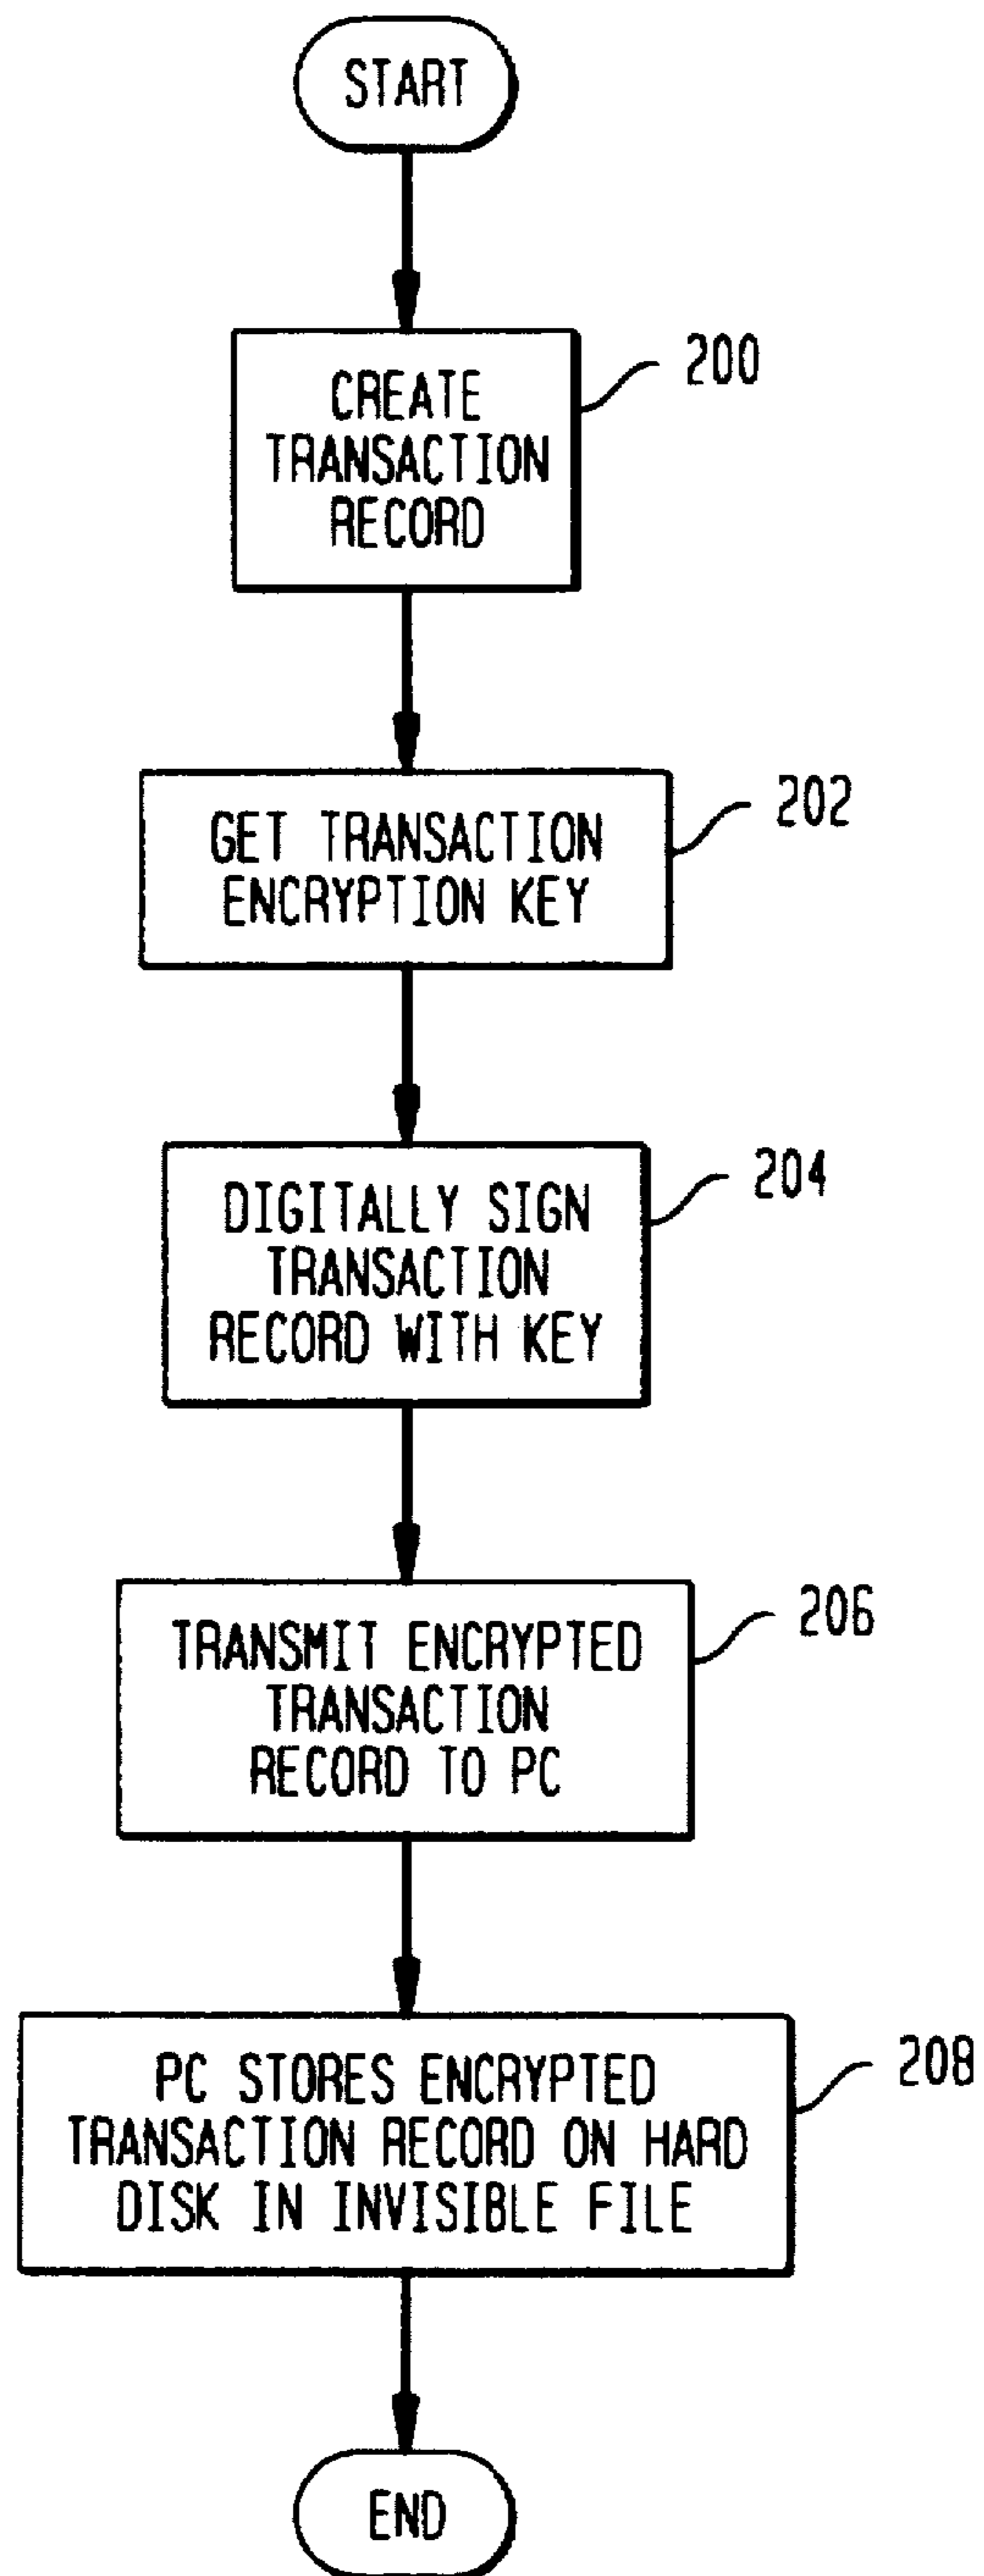 START
200
CREATE
TRANSACTION
RECORD
202
GET TRANSACTION
ENCRYPTION KEY
204
DIGITALLY SIGN
TRANSACTION
RECORD WITH KEY
206
TRANSMIT ENCRYPTED
TRANSACTION
RECORD TO PC
208
PC STORES ENCRYPTED
TRANSACTION RECORD ON HARD
DISK IN INVISIBLE FILE
END